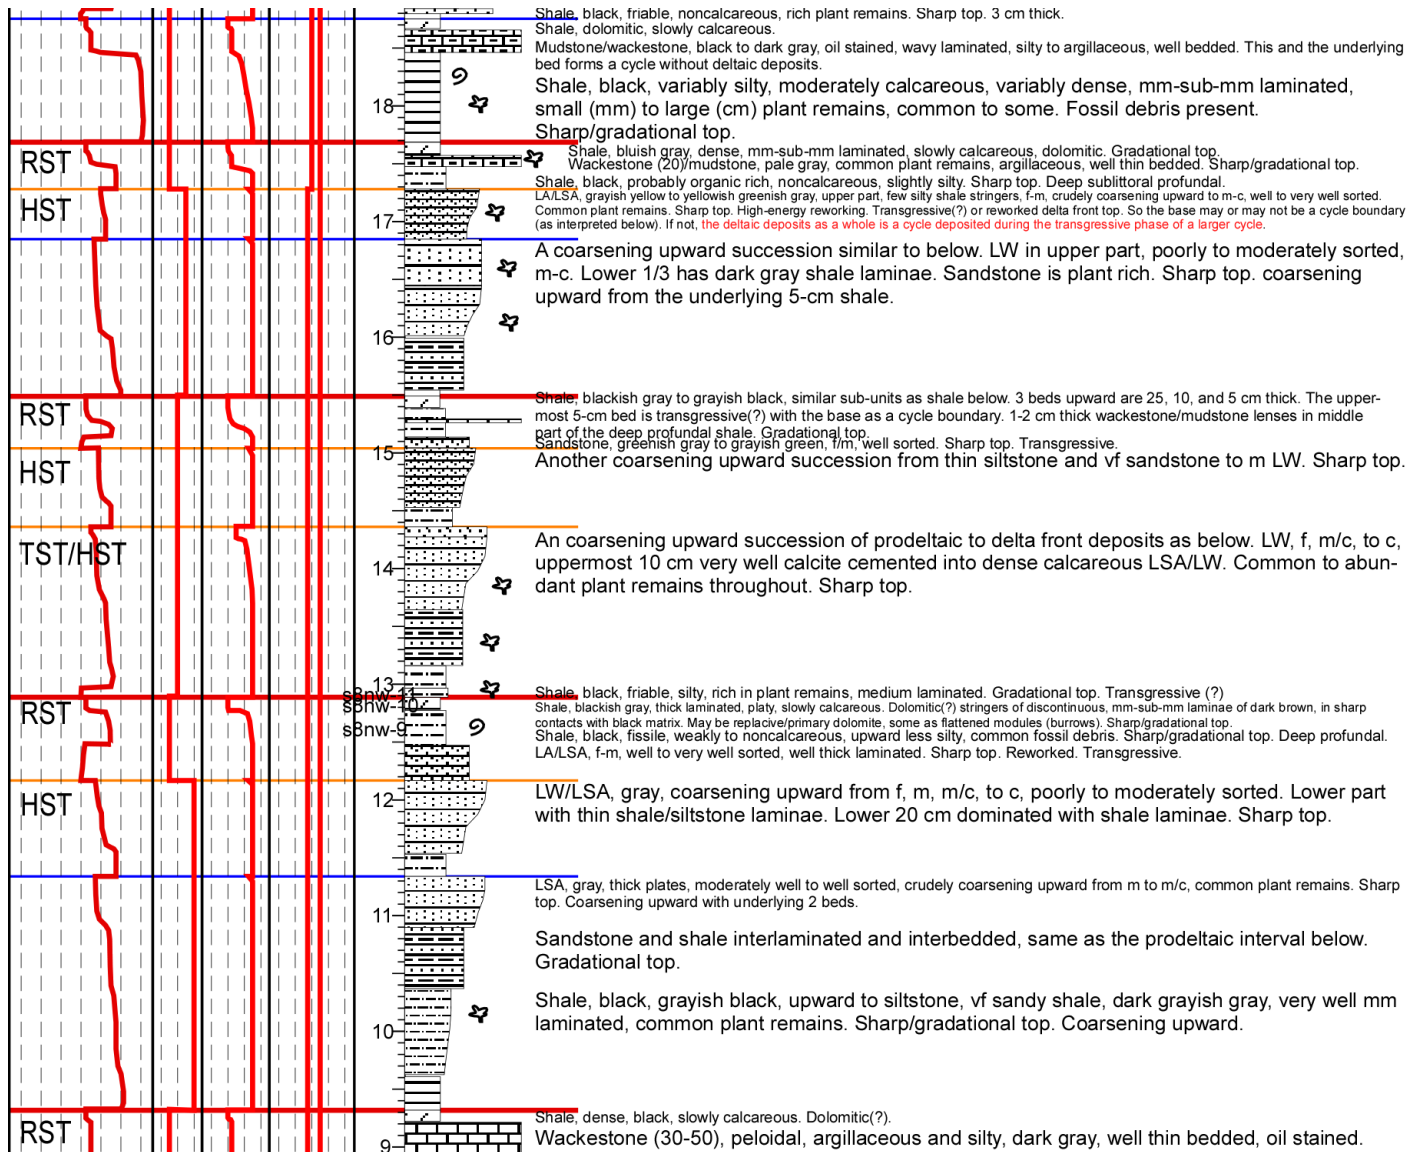 Shale, black, friable, noncalcareous, rich plant remains. Sharp top. 3 cm thick.
Shale, dolomitic, slowly calcareous.
Mudstone/wackestone, black to dark gray, oil stained, wavy laminated, silty to argillaceous, well bedded. This and the underlying
bed forms a cycle without deltaic deposits.
Shale, black, variably silty, moderately calcareous, variably dense, mm-sub-mm laminated,
small (mm) to large (cm) plant remains, common to some. Fossil debris present.
Sharp/gradational top.
18
RST
Shale, bluish gray, dense, mm-sub-mm laminated, slowly calcareous, dolomitic. Gradational top.
Wackestone (20)/mudstone, pale gray, common plant remains, argillaceous, well thin bedded. Sharp/gradational top.
Shale, black, probably organic rich, noncalcareous, slightly silty. Sharp top. Deep sublittoral profundal.
HST
17
LA/LSA, grayish yellow to yellowish greenish gray, upper part, few silty shale stringers, f-m, crudely coarsening upward to m-c, well to very well sorted.
Common plant remains. Sharp top. High-energy reworking. Transgressive(?) or reworked delta front top. So the base may or may not be a cycle boundary
(as interpreted below). If not, the deltaic deposits as a whole is a cycle deposited during the transgressive phase of a larger cycle.
A coarsening upward succession similar to below. LW in upper part, poorly to moderately sorted,
m-c. Lower 1/3 has dark gray shale laminae. Sandstone is plant rich. Sharp top. coarsening
upward from the underlying 5-cm shale.
16
RST
Shale, blackish gray to grayish black, similar sub-units as shale below. 3 beds upward are 25, 10, and 5 cm thick. The upper-
most 5-cm bed is transgressive(?) with the base as a cycle boundary. 1-2 cm thick wackestone/mudstone lenses in middle
part of the deep profundal shale. Gradational top.
Sandstone, greenish gray to grayish green, f/m, well sorted. Sharp top. Transgressive.
15
HST
Another coarsening upward succession from thin siltstone and vf sandstone to m LW. Sharp top.
TST/HST
14
An coarsening upward succession of prodeltaic to delta front deposits as below. LW, f, m/c, to c,
uppermost 10 cm very well calcite cemented into dense calcareous LSA/LW. Common to abun-
dant plant remains throughout. Sharp top.
13
s8nw-11
Shale, black, friable, silty, rich in plant remains, medium laminated. Gradational top. Transgressive (?)
RST
s8nw-10
Shale, blackish gray, thick laminated, platy, slowly calcareous. Dolomitic(?) stringers of discontinuous, mm-sub-mm laminae of dark brown, in sharp
contacts with black matrix. May be replacive/primary dolomite, some as flattened modules (burrows). Sharp/gradational top.
s8nw-9
Shale, black, fissile, weakly to noncalcareous, upward less silty, common fossil debris. Sharp/gradational top. Deep profundal.
LA/LSA, f-m, well to very well sorted, well thick laminated. Sharp top. Reworked. Transgressive.
HST
12
LW/LSA, gray, coarsening upward from f, m, m/c, to c, poorly to moderately sorted. Lower part
with thin shale/siltstone laminae. Lower 20 cm dominated with shale laminae. Sharp top.
LSA, gray, thick plates, moderately well to well sorted, crudely coarsening upward from m to m/c, common plant remains. Sharp
top. Coarsening upward with underlying 2 beds.
11
Sandstone and shale interlaminated and interbedded, same as the prodeltaic interval below.
Gradational top.
10
Shale, black, grayish black, upward to siltstone, vf sandy shale, dark grayish gray, very well mm
laminated, common plant remains. Sharp/gradational top. Coarsening upward.
RST
Shale, dense, black, slowly calcareous. Dolomitic(?).
9
Wackestone (30-50), peloidal, argillaceous and silty, dark gray, well thin bedded, oil stained.